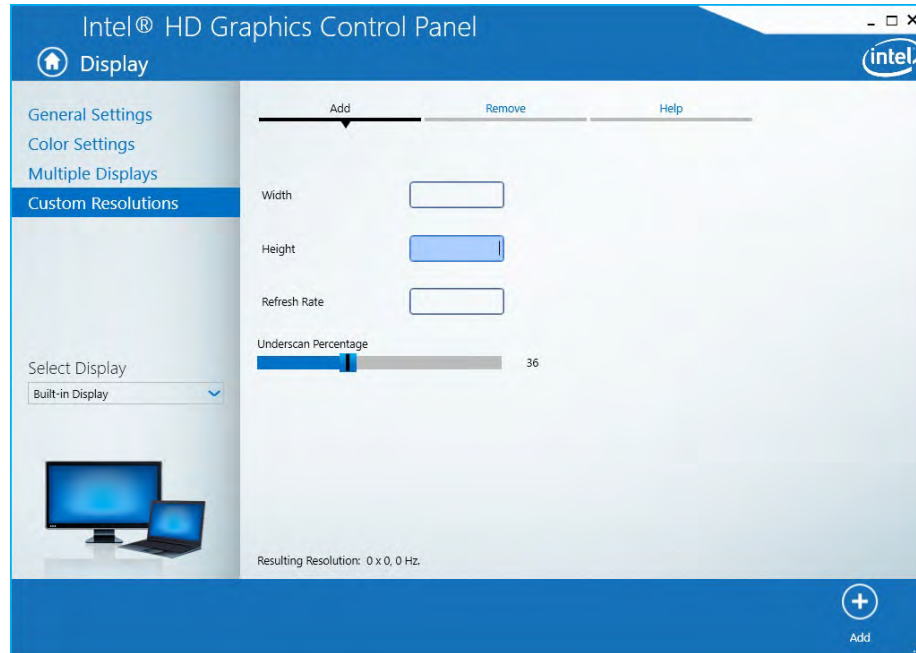 Intel® HD Graphics Control Panel
Display
intel
General Settings
Color Settings
Multiple Displays
Custom Resolutions
Select Display
Built-in Display
Add
Remove
Help
Width
Height
Refresh Rate
Underscan Percentage
36
Resulting Resolution: 0 x 0, 0 Hz.
Add